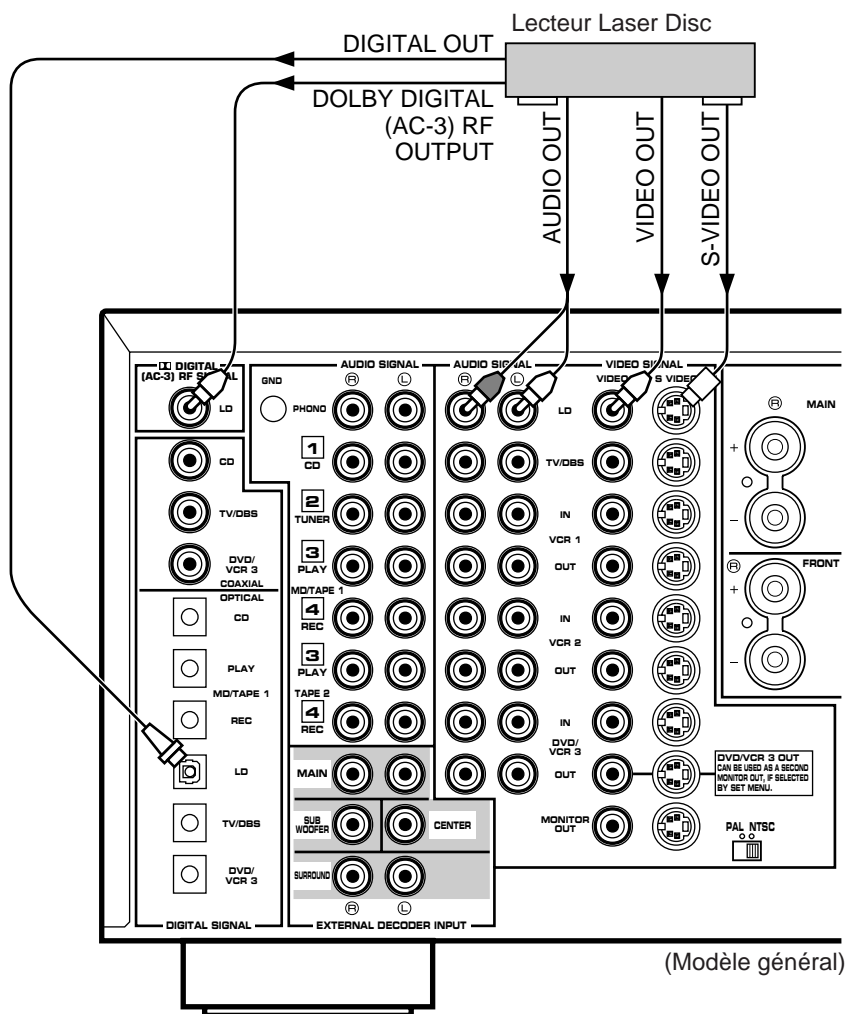 Lecteur Laser Disc
DIGITAL OUT
DOLBY DIGITAL
(AC-3) RF
OUTPUT
AUDIO OUT
VIDEO OUT
S-VIDEO OUT
DIGITAL
(AC-3) RF SIGNAL
LD
CD
TV/DBS
DVD/
VCR 3
COAXIAL
OPTICAL
CD
PLAY
MD/TAPE 1
REC
LD
TV/DBS
DVD/
VCR 3
DIGITAL SIGNAL
AUDIO SIGNAL
R L
GND
PHONO
1
CD
2
TUNER
3
PLAY
MD/TAPE 1
4
REC
3
PLAY
TAPE 2
4
REC
MAIN
SUB
WOOFER
CENTER
SURROUND
R L
EXTERNAL DECODER INPUT
AUDIO SIGNAL
R L
VIDEO SIGNAL
VIDEO S VIDEO
LD
TV/DBS
IN
VCR 1
OUT
IN
VCR 2
OUT
IN
DVD/
VCR 3
OUT
MONITOR
OUT
DVD/VCR 3 OUT
CAN BE USED AS A SECOND
MONITOR OUT, IF SELECTED
BY SET MENU.
PAL NTSC
R MAIN
+
–
R FRONT
+
–
(Modèle général)